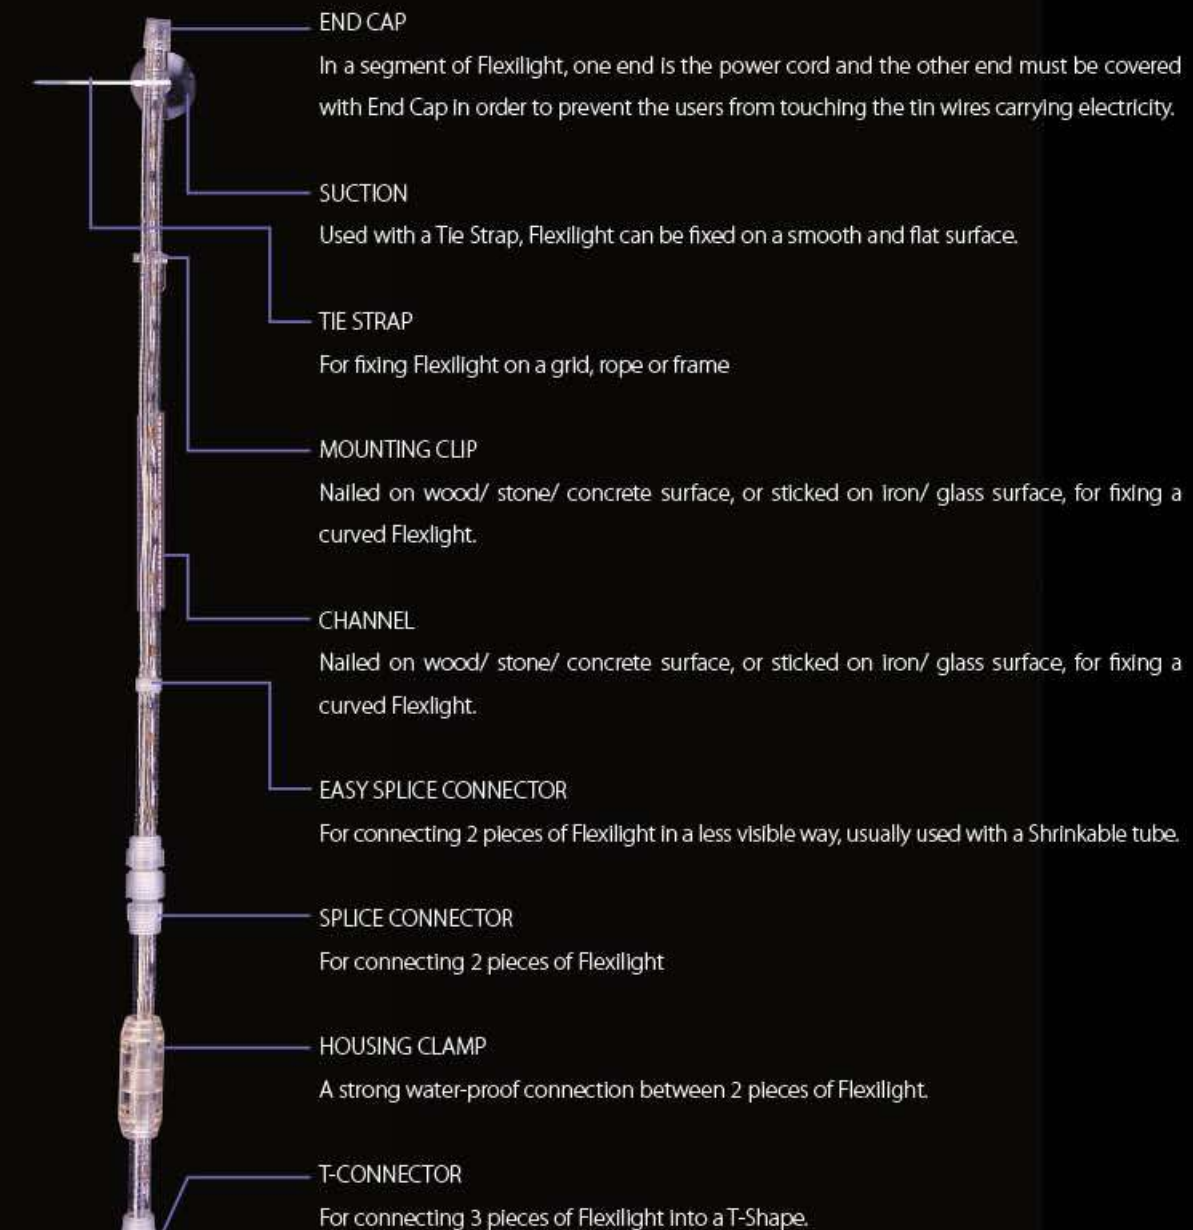 END CAP
In a segment of Flexilight, one end is the power cord and the other end must be covered
with End Cap in order to prevent the users from touching the tin wires carrying electricity.
SUCTION
Used with a Tie Strap, Flexilight can be fixed on a smooth and flat surface.
TIE STRAP
For fixing Flexilight on a grid, rope or frame
MOUNTING CLIP
Nailed on wood/ stone/ concrete surface, or sticked on iron/ glass surface, for fixing a
curved Flexlight.
CHANNEL
Nailed on wood/ stone/ concrete surface, or sticked on iron/ glass surface, for fixing a
curved Flexlight.
EASY SPLICE CONNECTOR
For connecting 2 pieces of Flexilight in a less visible way, usually used with a Shrinkable tube.
SPLICE CONNECTOR
For connecting 2 pieces of Flexilight
HOUSING CLAMP
A strong water-proof connection between 2 pieces of Flexilight.
T-CONNECTOR
For connecting 3 pieces of Flexilight into a T-Shape.